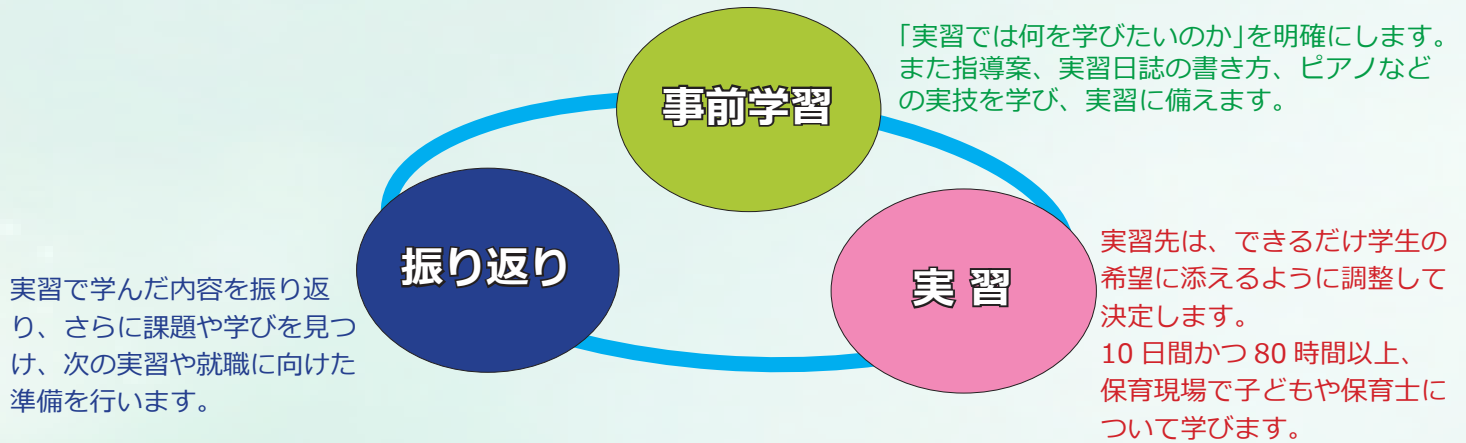 事前学習
「実習では何を学びたいのか」を明確にします。
また指導案、実習日誌の書き方、ピアノなど
の実技を学び、実習に備えます。
実 習
実習先は、できるだけ学生の
希望に添えるように調整して
決定します。
10 日間かつ 80 時間以上、
保育現場で子どもや保育士に
ついて学びます。
振り返り
実習で学んだ内容を振り返
り、さらに課題や学びを見つ
け、次の実習や就職に向けた
準備を行います。